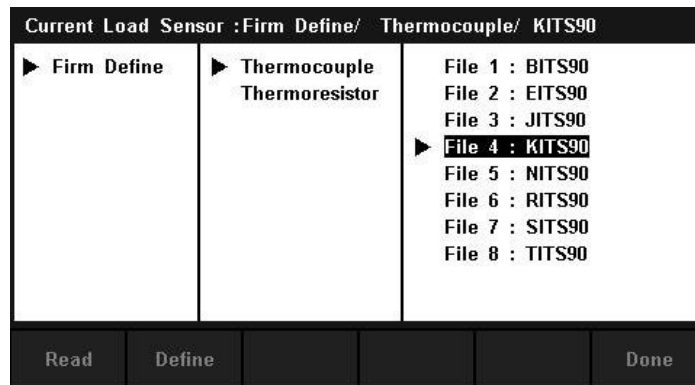 Current Load Sensor :Firm Define/ Thermocouple/ KITS90
Firm Define
Thermocouple
Thermoresistor
File 1 : BITS90
File 2 : EITS90
File 3 : JITS90
File 4 : KITS90
File 5 : NITS90
File 6 : RITS90
File 7 : SITS90
File 8 : TITS90
Read Define Done